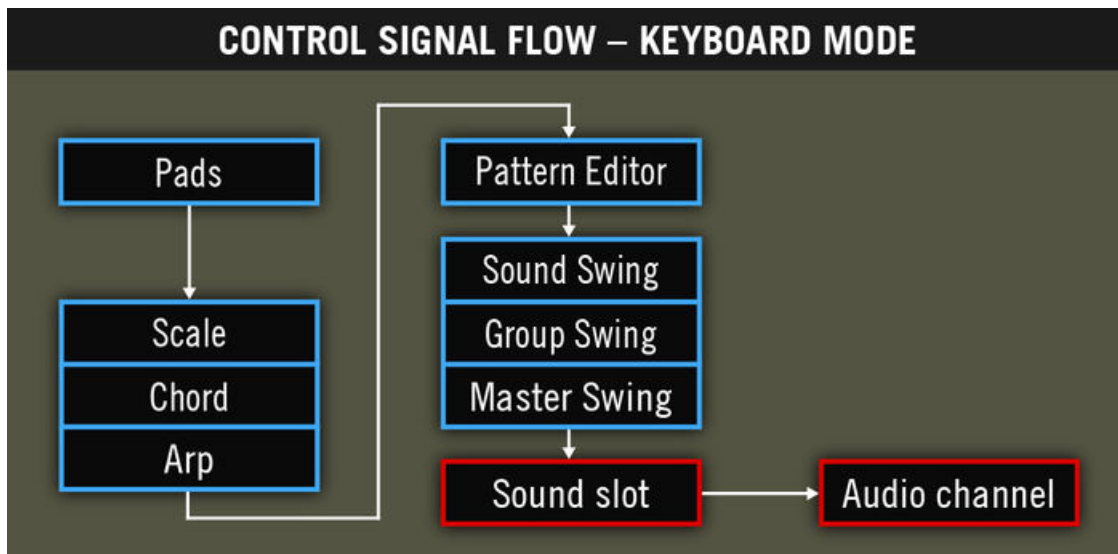 CONTROL SIGNAL FLOW – KEYBOARD MODE
Pads
Scale
Chord
Arp
Pattern Editor
Sound Swing
Group Swing
Master Swing
Sound slot
Audio channel